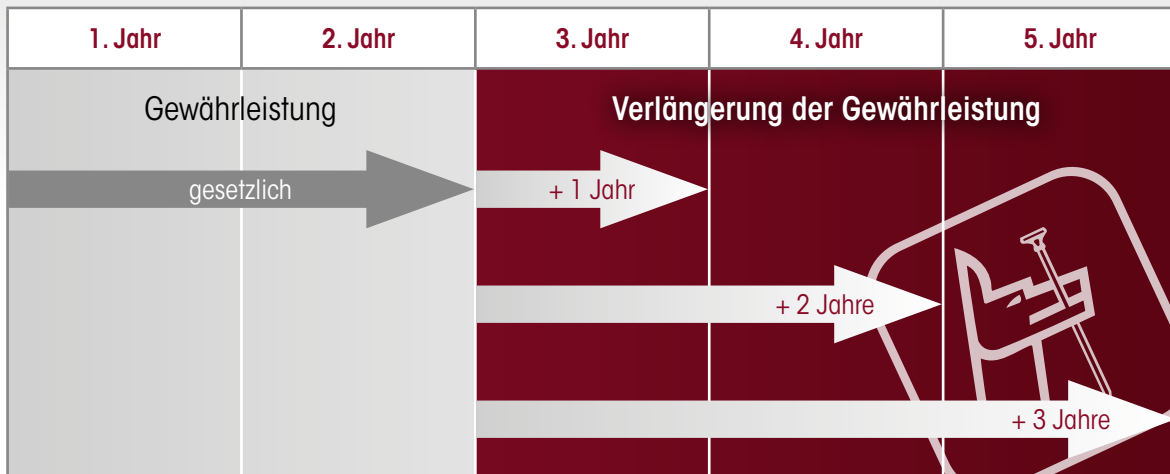 1. Jahr 2. Jahr 3. Jahr 4. Jahr 5. Jahr
Gewährleistung Verlängerung der Gewährleistung
gesetzlich + 1 Jahr
+ 2 Jahre
+ 3 Jahre